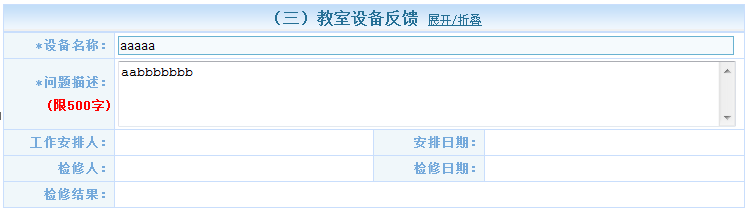 （三）教室设备反馈 展开/折叠
*设备名称： aaaaa
*问题描述： aabbbbbbb
(限500字)
工作安排人： 安排日期：
检修人： 检修日期：
检修结果：